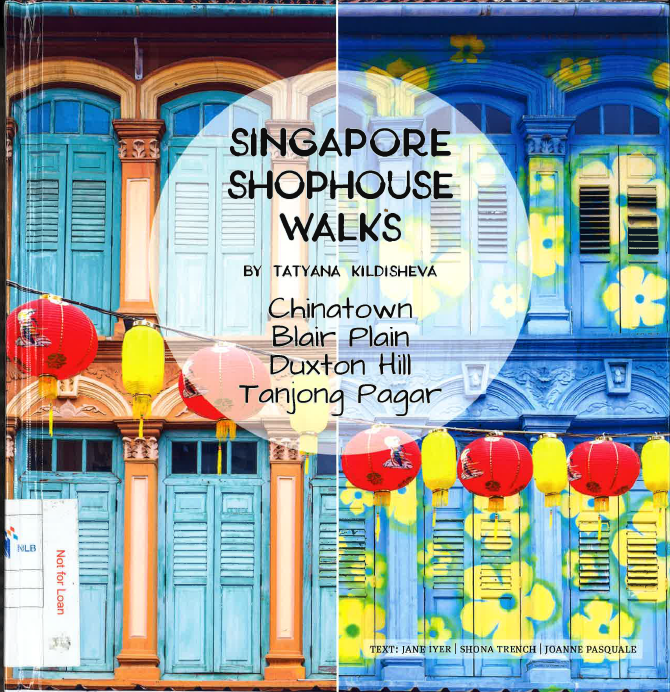 SINGAPORE
SHOPHOUSE
WALKS
BY TATYANA KILDISHEVA
Chinatown
Blair Plain
Duxton Hill
Tanjong Pagar
NLB
Not for Loan
TEXT: JANE IYER | SHONA TRENCH | JOANNE PASQUALE